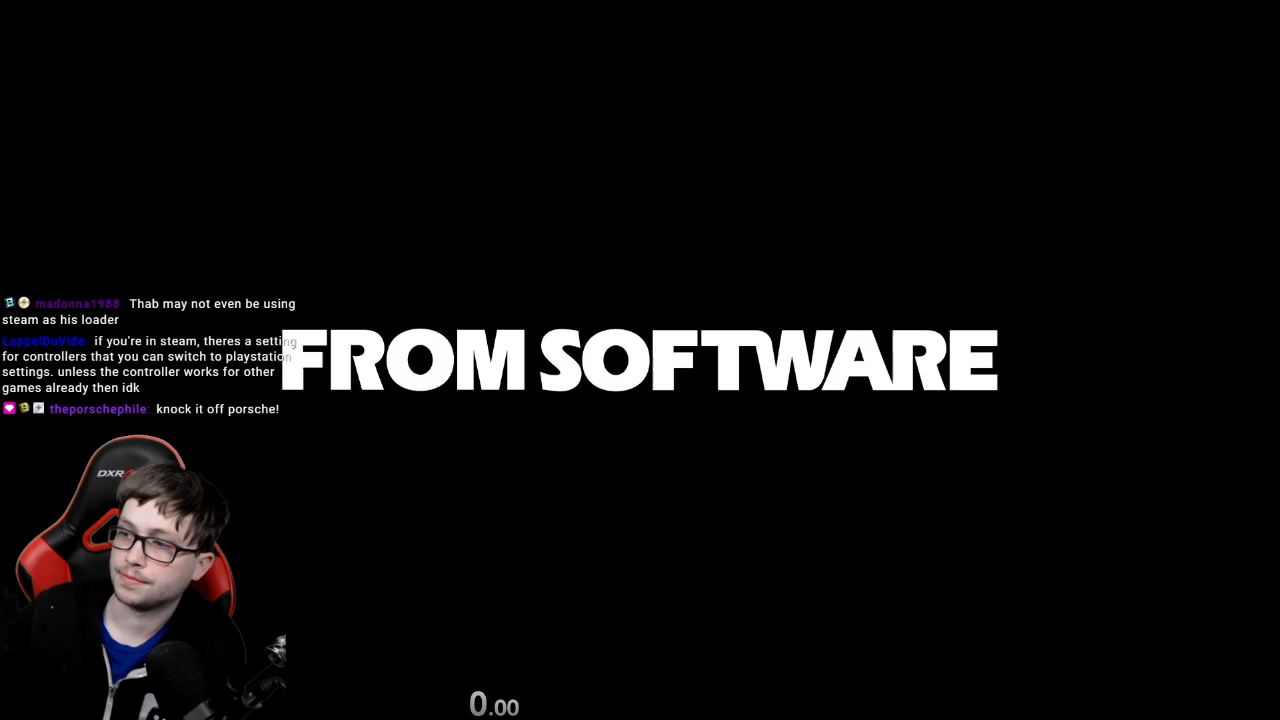 madonna1988: Thab may not even be using
steam as his loader
LappelDuVide: if you're in steam, theres a setting
for controllers that you can switch to playstation
settings. unless the controller works for other
games already then idk
theporschephile: knock it off porsche!
FROM SOFTWARE
DXR
0.00